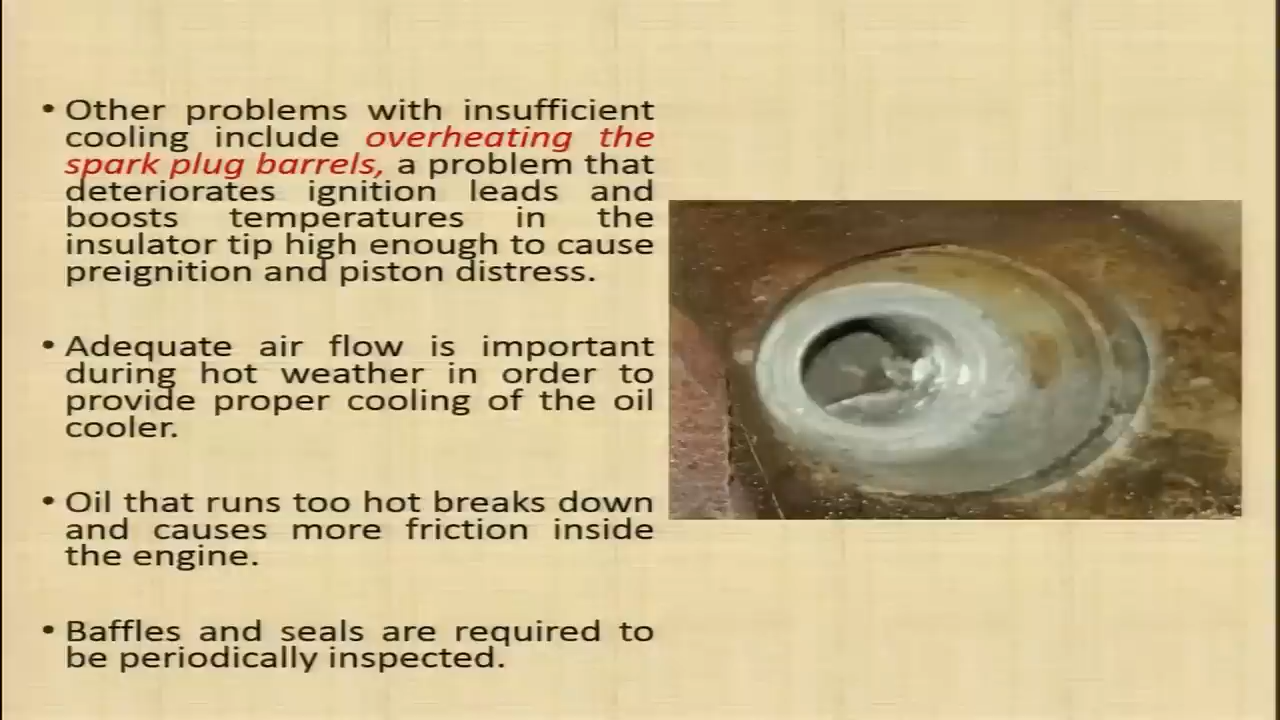 • Other problems with insufficient
cooling include overheating the
spark plug barrels, a problem that
deteriorates ignition leads and
boosts temperatures in the
insulator tip high enough to cause
preignition and piston distress.
• Adequate air flow is important
during hot weather in order to
provide proper cooling of the oil
cooler.
• Oil that runs too hot breaks down
and causes more friction inside
the engine.
• Baffles and seals are required to
be periodically inspected.